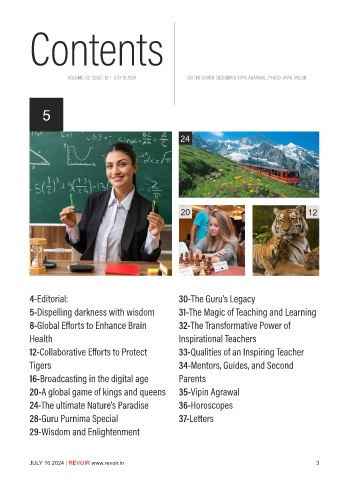 Contents
VOLUME: 02, ISSUE: 12 | JULY 16 2024
ON THE COVER: DESIGNING VIPIN AGARWAL, PHOTO:
5
24
20
12
4-Editorial:
5-Dispelling darkness with wisdom
8-Global Efforts to Enhance Brain
Health
12-Collaborative Efforts to Protect
Tigers
16-Broadcasting in the digital age
20-A global game of kings and queens
24-The ultimate Nature's Paradise
28-Guru Purnima Special
29-Wisdom and Enlightenment
30-The Guru's Legacy
31-The Magic of Teaching and Learning
32-The Transformative Power of
Inspirational Teachers
33-Qualities of an Inspiring Teacher
34-Mentors, Guides, and Second
Parents
35-Vipin Agrawal
36-Horoscopes
37-Letters
JULY 16 2024 | REVOIR www.revoir.in
3